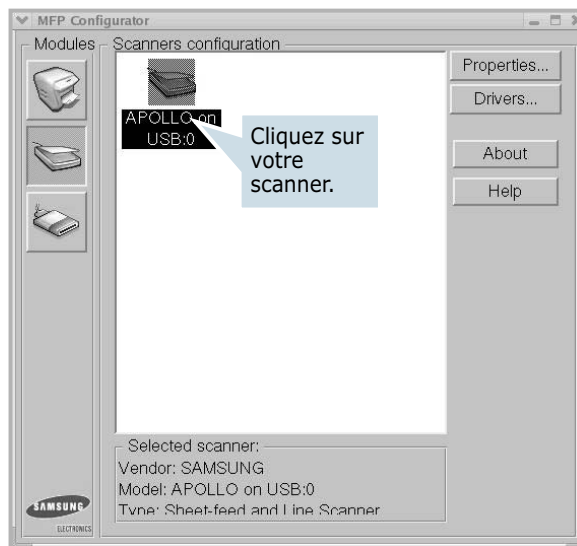 MFP Configurator
Modules
Scanners configuration
APOLLO on
USB:0
Cliquez sur
votre
scanner.
Properties...
Drivers...
About
Help
Selected scanner:
Vendor: SAMSUNG
Model: APOLLO on USB:0
Type: Sheet-feed and Line Scanner
SAMSUNG
ELECTRONICS